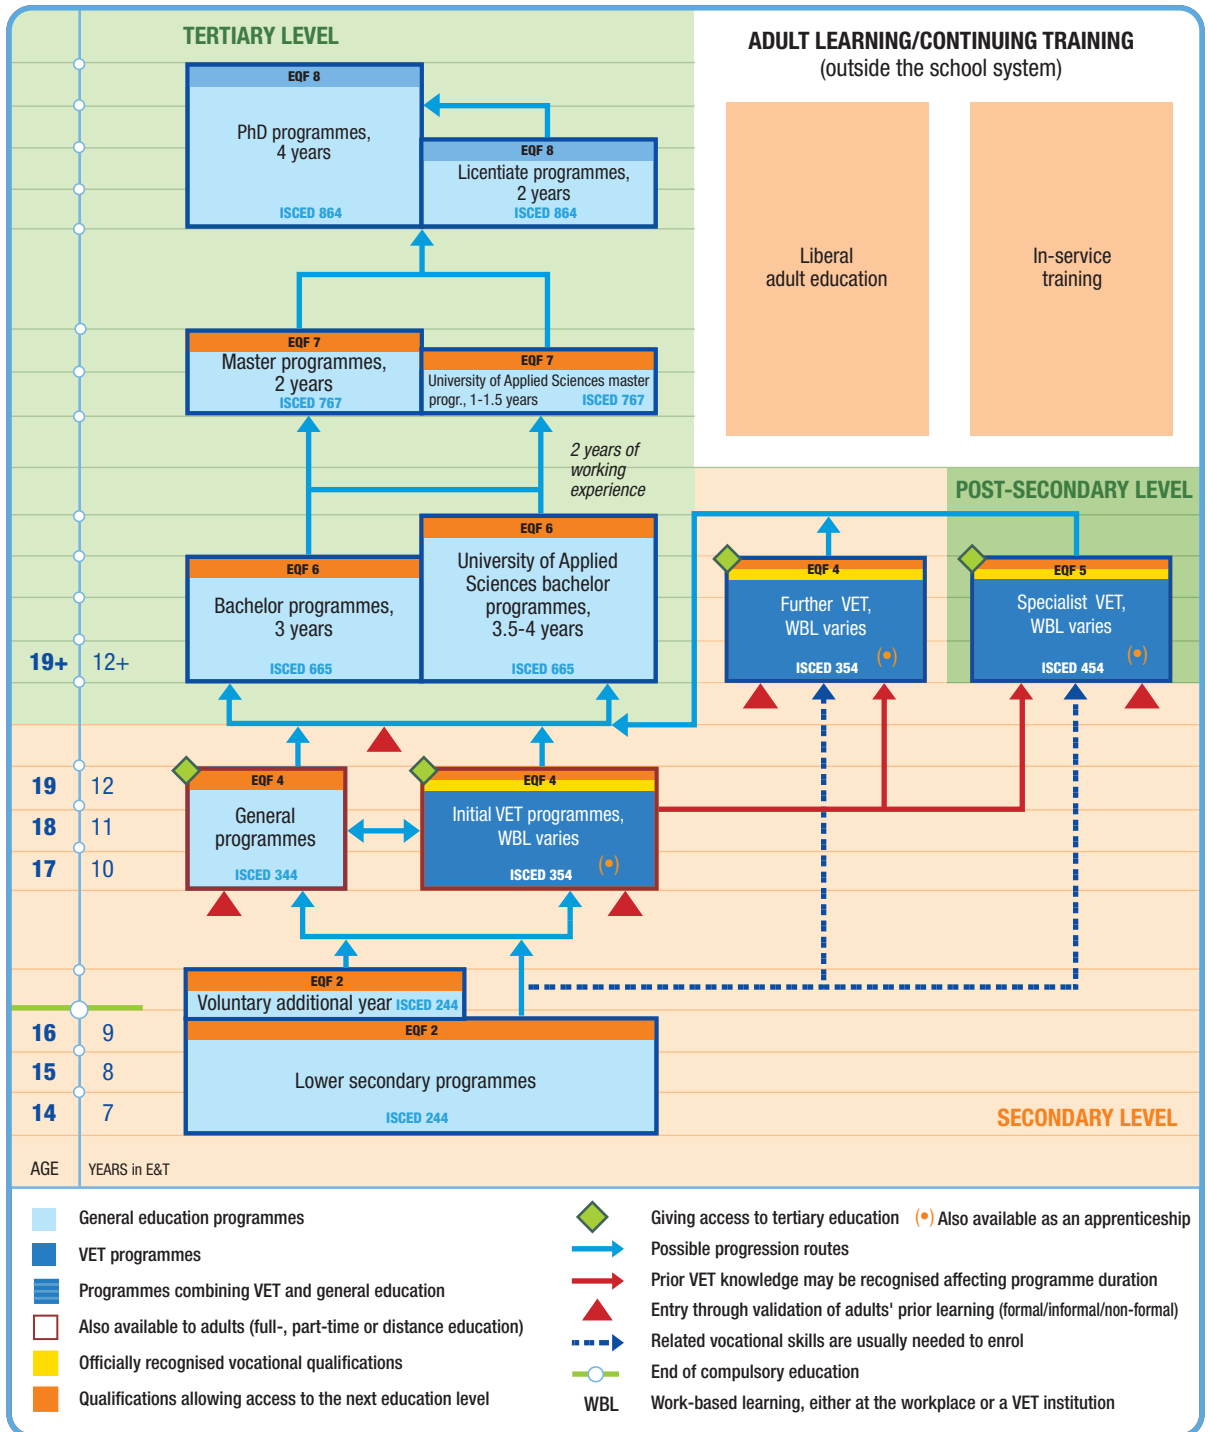 TERTIARY LEVEL
ADULT LEARNING/CONTINUING TRAINING
(outside the school system)
EQF 8
PhD programmes,
4 years
ISCED 864
EQF 8
Licentiate programmes,
2 years
ISCED 864
Liberal
adult education
In-service
training
EQF 7
Master programmes,
2 years
ISCED 767
EQF 7
University of Applied Sciences master
progr., 1-1.5 years ISCED 767
2 years of
working
experience
POST-SECONDARY LEVEL
EQF 6
Bachelor programmes,
3 years
ISCED 665
EQF 6
University of Applied
Sciences bachelor
programmes,
3.5-4 years
ISCED 665
EQF 4
Further VET,
WBL varies
ISCED 354 (•)
EQF 5
Specialist VET,
WBL varies
ISCED 454 (•)
19+ 12+
19 12
18 11
17 10
EQF 4
General
programmes
ISCED 344
EQF 4
Initial VET programmes,
WBL varies
ISCED 354 (•)
EQF 2
Voluntary additional year ISCED 244
EQF 2
Lower secondary programmes
ISCED 244
16 9
15 8
14 7
SECONDARY LEVEL
AGE YEARS in E&T
General education programmes
VET programmes
Programmes combining VET and general education
Also available to adults (full-, part-time or distance education)
Officially recognised vocational qualifications
Qualifications allowing access to the next education level
Giving access to tertiary education (•) Also available as an apprenticeship
Possible progression routes
Prior VET knowledge may be recognised affecting programme duration
Entry through validation of adults' prior learning (formal/informal/non-formal)
Related vocational skills are usually needed to enrol
End of compulsory education
WBL Work-based learning, either at the workplace or a VET institution